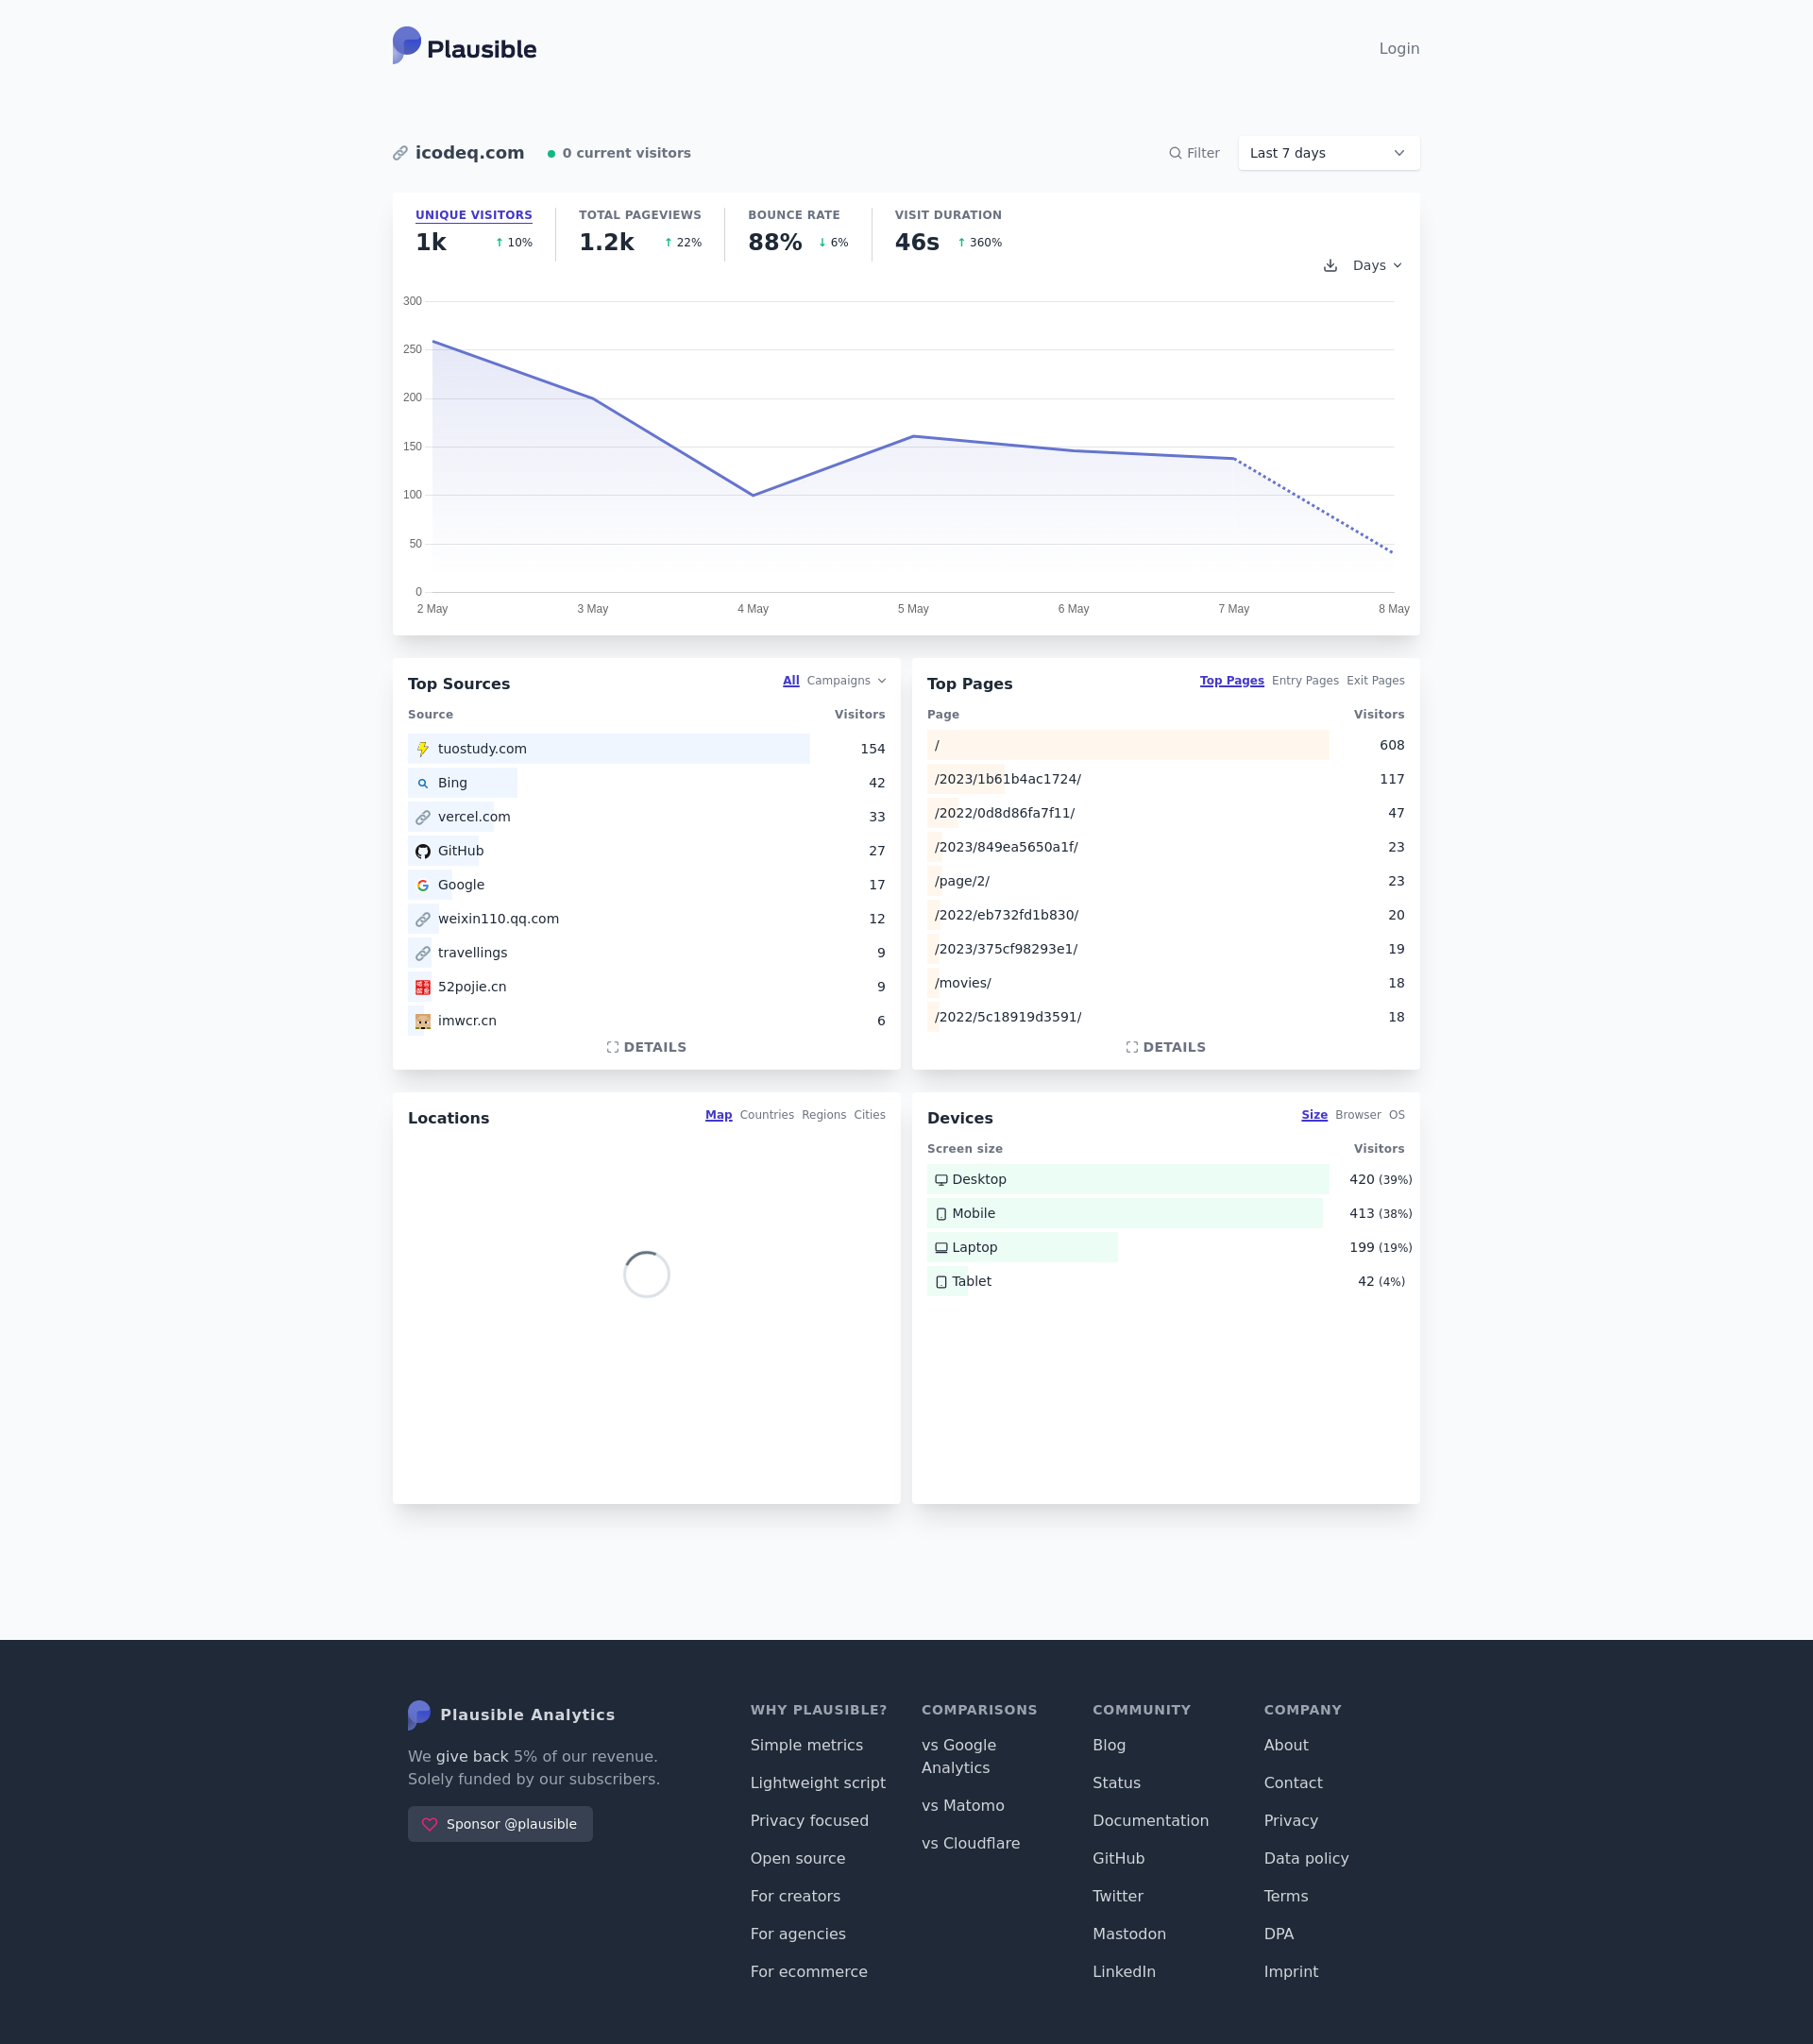 Plausible
Login
icodeq.com
0 current visitors
Filter
Last 7 days
UNIQUE VISITORS
1k ↑ 10%
TOTAL PAGEVIEWS
1.2k ↑ 22%
BOUNCE RATE
88% ↓ 6%
VISIT DURATION
46s ↑ 360%
Days
300
250
200
150
100
50
0
2 May
3 May
4 May
5 May
6 May
7 May
8 May
Top Sources
All Campaigns
Source Visitors
tuostudy.com 154
Bing 42
vercel.com 33
GitHub 27
Google 17
weixin110.qq.com 12
travellings 9
52pojie.cn 9
imwcr.cn 6
DETAILS
Top Pages
Top Pages Entry Pages Exit Pages
Page Visitors
/ 608
/2023/1b61b4ac1724/ 117
/2022/0d8d86fa7f11/ 47
/2023/849ea5650a1f/ 23
/page/2/ 23
/2022/eb732fd1b830/ 20
/2023/375cf98293e1/ 19
/movies/ 18
/2022/5c18919d3591/ 18
DETAILS
Locations
Map Countries Regions Cities
Devices
Size Browser OS
Screen size Visitors
Desktop 420 (39%)
Mobile 413 (38%)
Laptop 199 (19%)
Tablet 42 (4%)
Plausible Analytics
We give back 5% of our revenue.
Solely funded by our subscribers.
Sponsor @plausible
WHY PLAUSIBLE?
Simple metrics
Lightweight script
Privacy focused
Open source
For creators
For agencies
For ecommerce
COMPARISONS
vs Google
Analytics
vs Matomo
vs Cloudflare
COMMUNITY
Blog
Status
Documentation
GitHub
Twitter
Mastodon
LinkedIn
COMPANY
About
Contact
Privacy
Data policy
Terms
DPA
Imprint